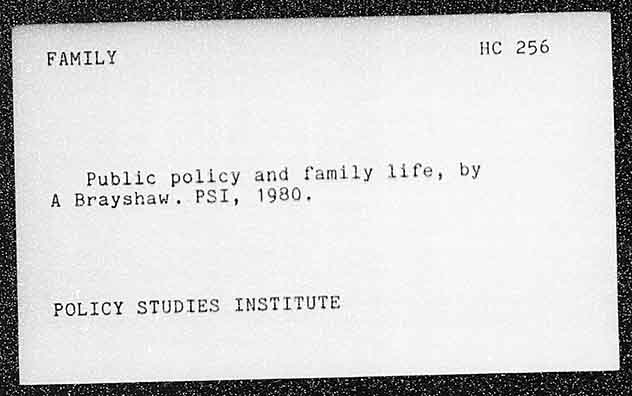 FAMILY HC 256
Public policy and family life, by
A Brayshaw. PSI, 1980.
POLICY STUDIES INSTITUTE